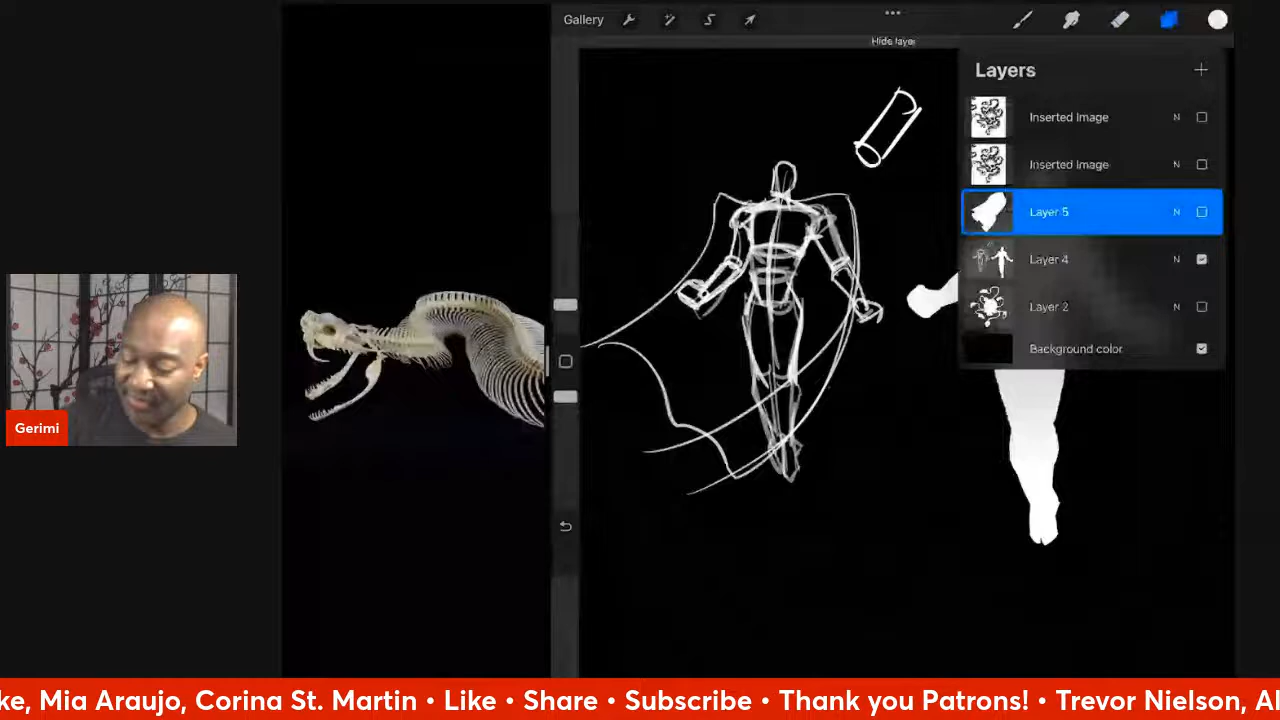 Gallery
Hide layer
Layers
Inserted Image N
Inserted Image N
Layer 5 N
Layer 4 N
Layer 2 N
Background color
Gerimi
ke, Mia Araujo, Corina St. Martin • Like • Share • Subscribe • Thank you Patrons! • Trevor Nielson, Al